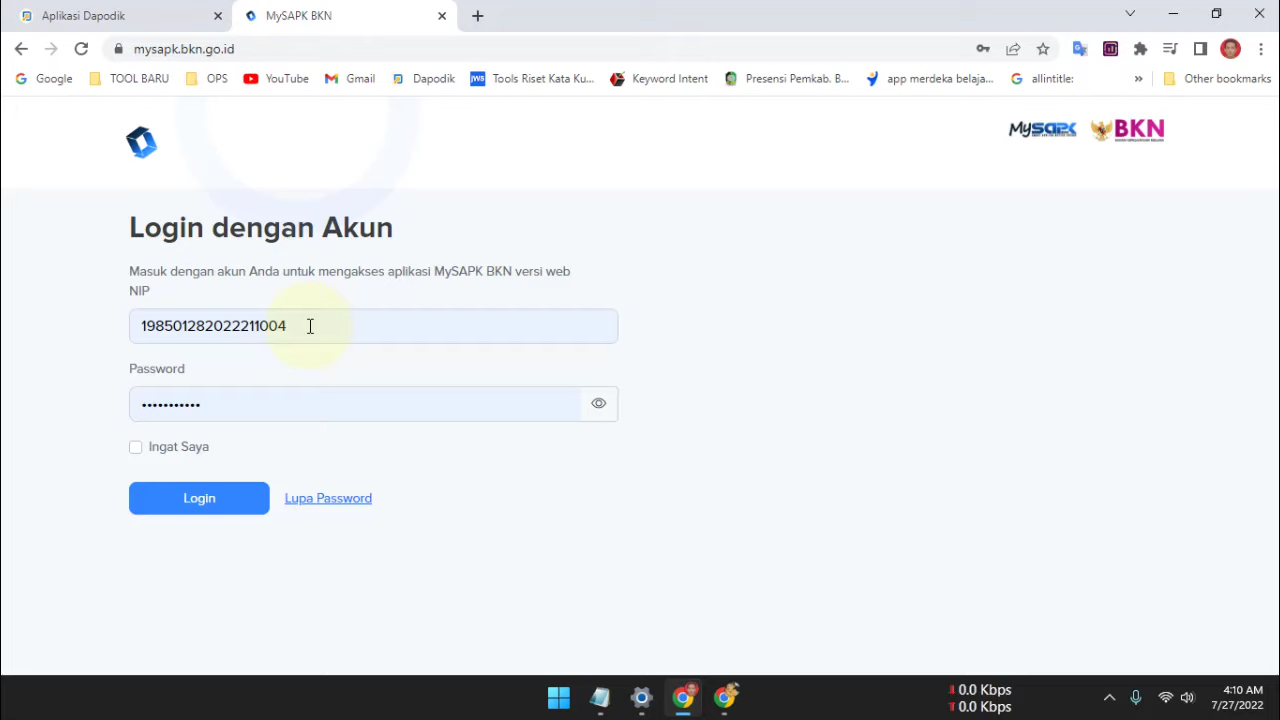 Aplikasi Dapodik
MySAPK BKN
mysapk.bkn.go.id
Google
TOOL BARU
OPS
YouTube
Gmail
Dapodik
Tools Riset Kata Ku...
Keyword Intent
Presensi Pemkab. B...
app merdeka belaja...
allintitle:
»
Other bookmarks
MySAPK
BKN
Login dengan Akun
Masuk dengan akun Anda untuk mengakses aplikasi MySAPK BKN versi web
NIP
198501282022211004
Password
•••••••••••
Ingat Saya
Login
Lupa Password
0.0 Kbps
0.0 Kbps
4:10 AM
7/27/2022